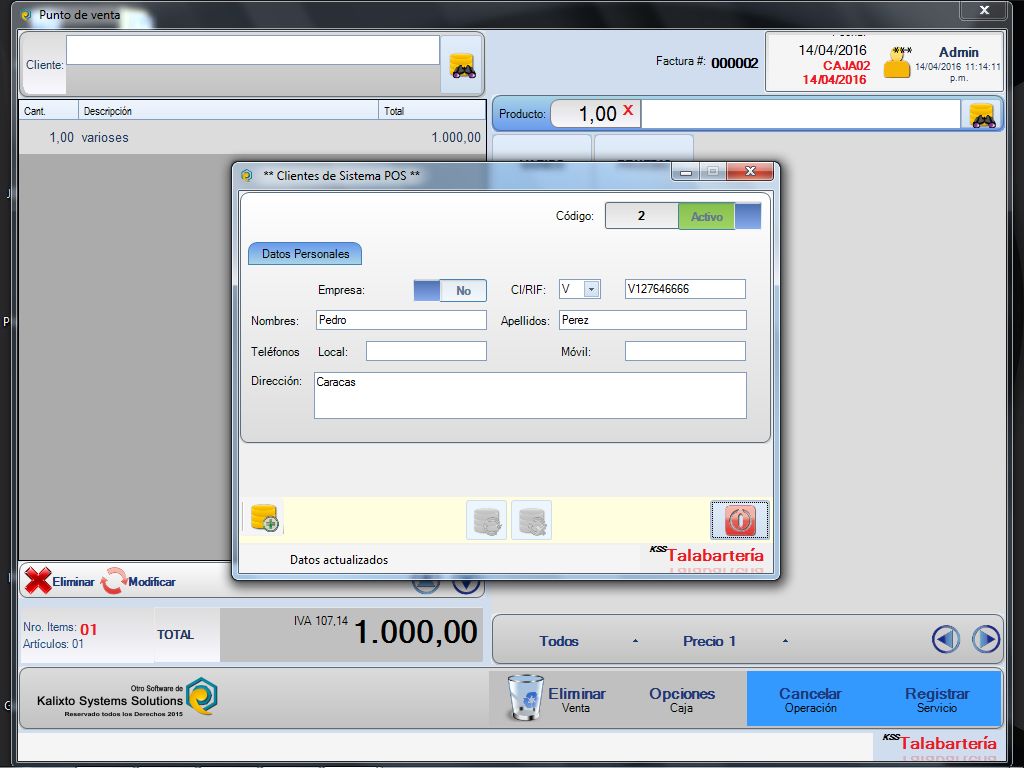 Punto de venta
Cliente:
Factura #: 000002
14/04/2016
CAJA02
14/04/2016
***
Admin
14/04/2016 11:14:11
p.m.
Cant. Descripción Total
1,00 varioses 1.000,00
Producto: 1,00 X
** Clientes de Sistema POS **
Código: 2 Activo
Datos Personales
Empresa: No CI/RIF: V V127646666
Nombres: Pedro Apellidos: Perez
Teléfonos Local: Móvil:
Dirección: Caracas
Datos actualizados
KSS Talabartería
Eliminar Modificar
Nro. Items: 01
Artículos: 01
TOTAL
IVA 107,14 1.000,00
Todos Precio 1
Otro Software de
Kalixto Systems Solutions
Reservado todos los Derechos 2015
Eliminar
Venta
Opciones
Caja
Cancelar
Operación
Registrar
Servicio
KSS Talabartería